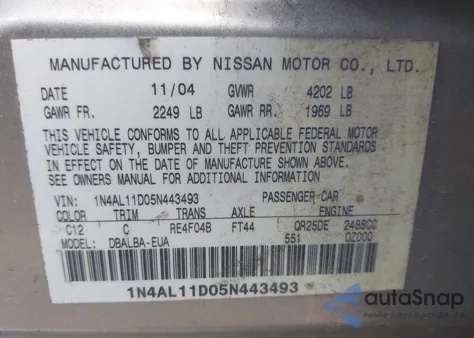 MANUFACTURED BY NISSAN MOTOR CO., LTD.
DATE 11/04 GVWR 4202 LB
GAWR FR. 2249 LB GAWR RR. 1969 LB
THIS VEHICLE CONFORMS TO ALL APPLICABLE FEDERAL MOTOR
VEHICLE SAFETY, BUMPER AND THEFT PREVENTION STANDARDS
IN EFFECT ON THE DATE OF MANUFACTURE SHOWN ABOVE.
SEE OWNERS MANUAL FOR ADDITIONAL INFORMATION
VIN: 1N4AL11D05N443493 PASSENGER CAR
COLOR TRIM TRANS AXLE ENGINE
C12 C RE4F04B FT44 QR25DE 2488CC
MODEL: DBALBA-EUA 551 0Z000
1N4AL11D05N443493
autoSnap